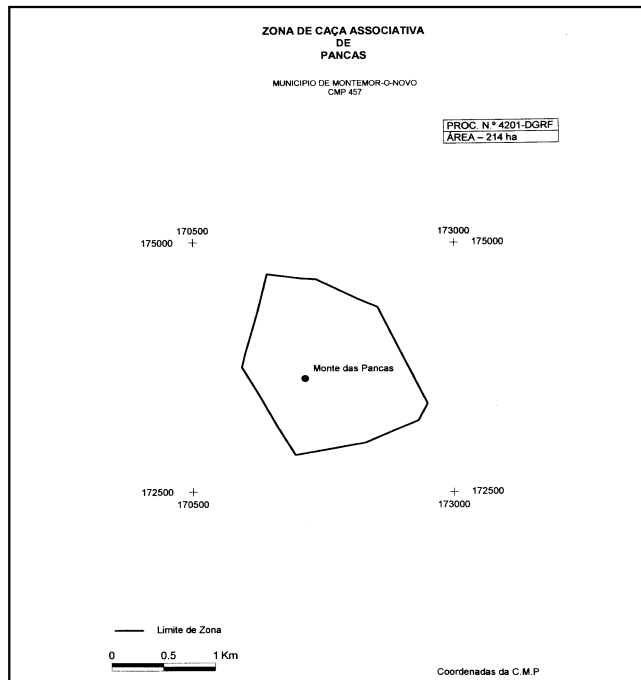 ZONA DE CAÇA ASSOCIATIVA
DE
PANCAS
MUNICIPIO DE MONTEMOR-O-NOVO
CMP 457
PROC. N.º 4201-DGRF
ÁREA – 214 ha
170500
175000
173000
175000
Monte das Pancas
172500
170500
172500
173000
Limite de Zona
0 0.5 1 Km
Coordenadas da C.M.P